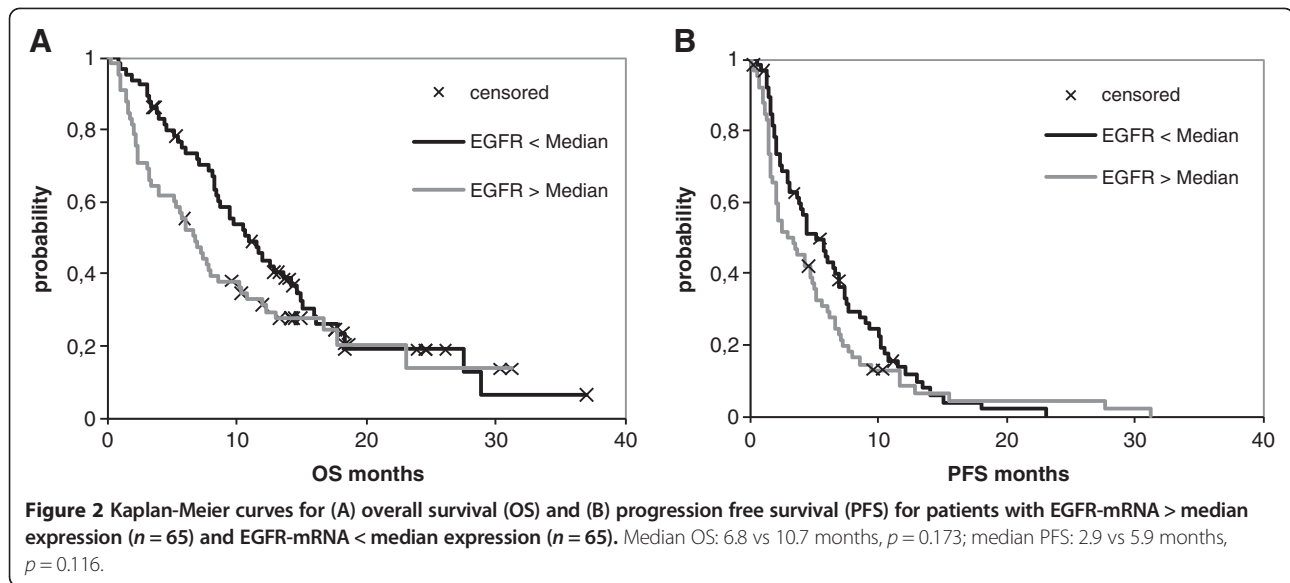 A
1
0,8
0,6
0,4
0,2
0
probability
0 10 20 30 40
OS months
censored
EGFR < Median
EGFR > Median
B
1
0,8
0,6
0,4
0,2
0
probability
0 10 20 30 40
PFS months
censored
EGFR < Median
EGFR > Median
Figure 2 Kaplan-Meier curves for (A) overall survival (OS) and (B) progression free survival (PFS) for patients with EGFR-mRNA > median
expression (n = 65) and EGFR-mRNA < median expression (n = 65). Median OS: 6.8 vs 10.7 months, p = 0.173; median PFS: 2.9 vs 5.9 months,
p = 0.116.